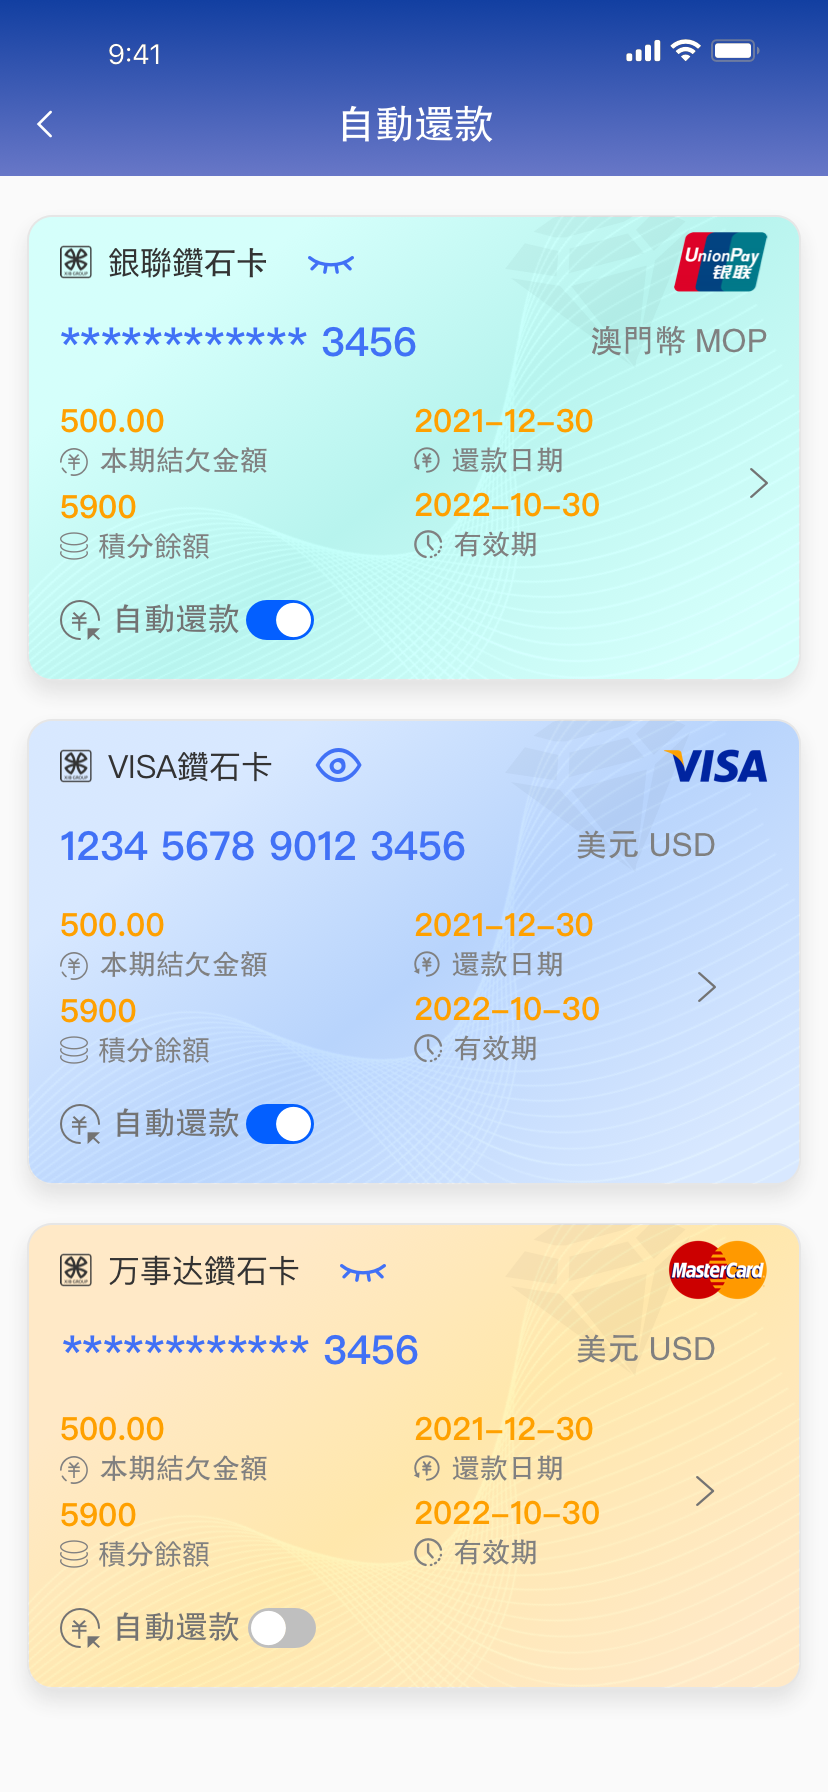 9:41
自動還款
銀聯鑽石卡
UnionPay
银联
************ 3456
澳門幣 MOP
500.00
2021-12-30
本期結欠金額
還款日期
5900
2022-10-30
積分餘額
有效期
自動還款
VISA鑽石卡
VISA
1234 5678 9012 3456
美元 USD
500.00
2021-12-30
本期結欠金額
還款日期
5900
2022-10-30
積分餘額
有效期
自動還款
万事达鑽石卡
MasterCard
************ 3456
美元 USD
500.00
2021-12-30
本期結欠金額
還款日期
5900
2022-10-30
積分餘額
有效期
自動還款